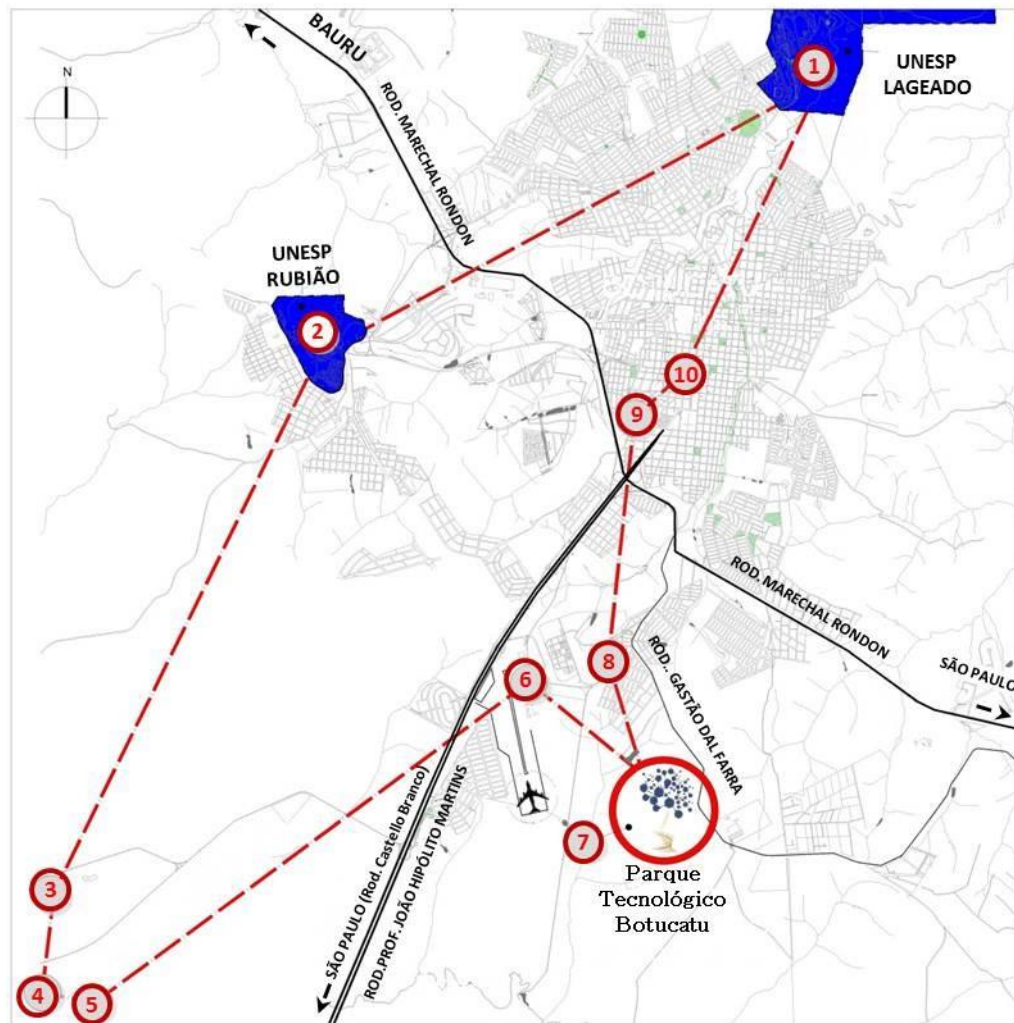 BAURU
N
ROD. MARECHAL RONDON
1
UNESP
LAGEADO
UNESP
RUBIÃO
2
10
9
ROD. MARECHAL RONDON
SÃO PAULO
8
6
ROD.. GASTÃO DAL FARRA
7
Parque
Tecnológico
Botucatu
3
4
5
SÃO PAULO (Rod. Castello Branco)
ROD.PROF. JOÃO HIPÓLITO MARTINS